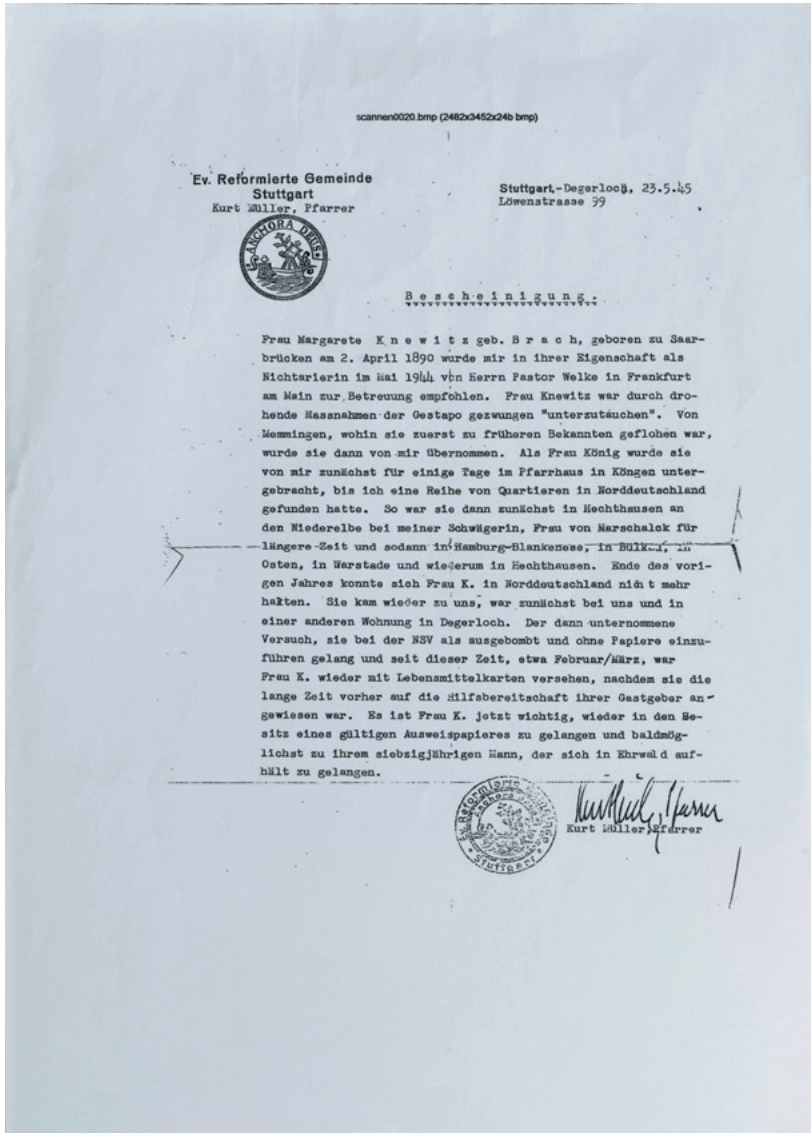 scannen0020.bmp (2482x3452x24b bmp)
Ev. Reformierte Gemeinde
Stuttgart
Kurt Müller, Pfarrer
Stuttgart,-Degerloch, 23.5.45
Löwenstrasse 99
ANCHORA DEUS
Bescheinigung.
Frau Margarete K n e w i t z geb. B r a c h, geboren zu Saar-
brücken am 2. April 1890 wurde mir in ihrer Eigenschaft als
Nichtarierin im Mai 1944 von Herrn Pastor Welke in Frankfurt
am Main zur Betreuung empfohlen. Frau Knewitz war durch dro-
hende Massnahmen der Gestapo gezwungen "unterzutauchen". Von
Memmingen, wohin sie zuerst zu früheren Bekannten geflohen war,
wurde sie dann von mir übernommen. Als Frau König wurde sie
von mir zunächst für einige Tage im Pfarrhaus in Köngen unter-
gebracht, bis ich eine Reihe von Quartieren in Norddeutschland
gefunden hatte. So war sie dann zunächst in Hechthausen an
den Niederelbe bei meiner Schwägerin, Frau von Marschalck für
längere Zeit und sodann in Hamburg-Blankenese, in in
Osten, in Warstade und wiederum in Hechthausen. Ende des vori-
gen Jahres konnte sich Frau K. in Norddeutschland nicht mehr
halten. Sie kam wieder zu uns, war zunächst bei uns und in
einer anderen Wohnung in Degerloch. Der dann unternommene
Versuch, sie bei der NSV als ausgebombt und ohne Papiere einzu-
führen gelang und seit dieser Zeit, etwa Februar/März, war
Frau K. wieder mit Lebensmittelkarten versehen, nachdem sie die
lange Zeit vorher auf die Hilfsbereitschaft ihrer Gastgeber an-
gewiesen war. Es ist Frau K. jetzt wichtig, wieder in den Be-
sitz eines gültigen Ausweispapieres zu gelangen und baldmög-
lichst zu ihrem siebzigjährigen Mann, der sich in Ehrwald auf-
hält zu gelangen.
Ev. Reformierte Gemeinde
Stuttgart
Pfarrer
Kurt Müller, Pfarrer